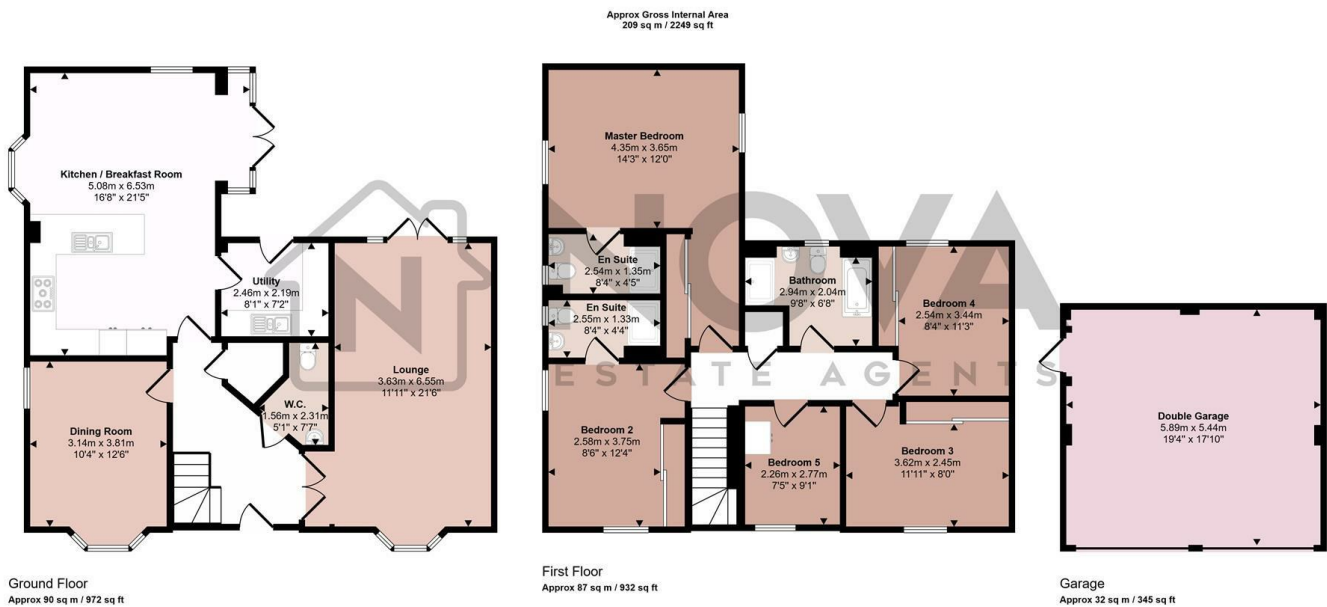 Approx Gross Internal Area
209 sq m / 2249 sq ft
Kitchen / Breakfast Room
5.08m x 6.53m
16'8" x 21'5"
Utility
2.46m x 2.19m
8'1" x 7'2"
Lounge
3.63m x 6.55m
11'11" x 21'6"
W.C.
1.56m x 2.31m
5'1" x 7'7"
Dining Room
3.14m x 3.81m
10'4" x 12'6"
Ground Floor
Approx 90 sq m / 972 sq ft
Master Bedroom
4.35m x 3.65m
14'3" x 12'0"
En Suite
2.54m x 1.35m
8'4" x 4'5"
En Suite
2.55m x 1.33m
8'4" x 4'4"
Bathroom
2.94m x 2.04m
9'8" x 6'8"
Bedroom 4
2.54m x 3.44m
8'4" x 11'3"
Bedroom 2
2.58m x 3.75m
8'6" x 12'4"
Bedroom 5
2.26m x 2.77m
7'5" x 9'1"
Bedroom 3
3.62m x 2.45m
11'11" x 8'0"
First Floor
Approx 87 sq m / 932 sq ft
Double Garage
5.89m x 5.44m
19'4" x 17'10"
Garage
Approx 32 sq m / 345 sq ft
N
NOVA
ESTATE AGENTS